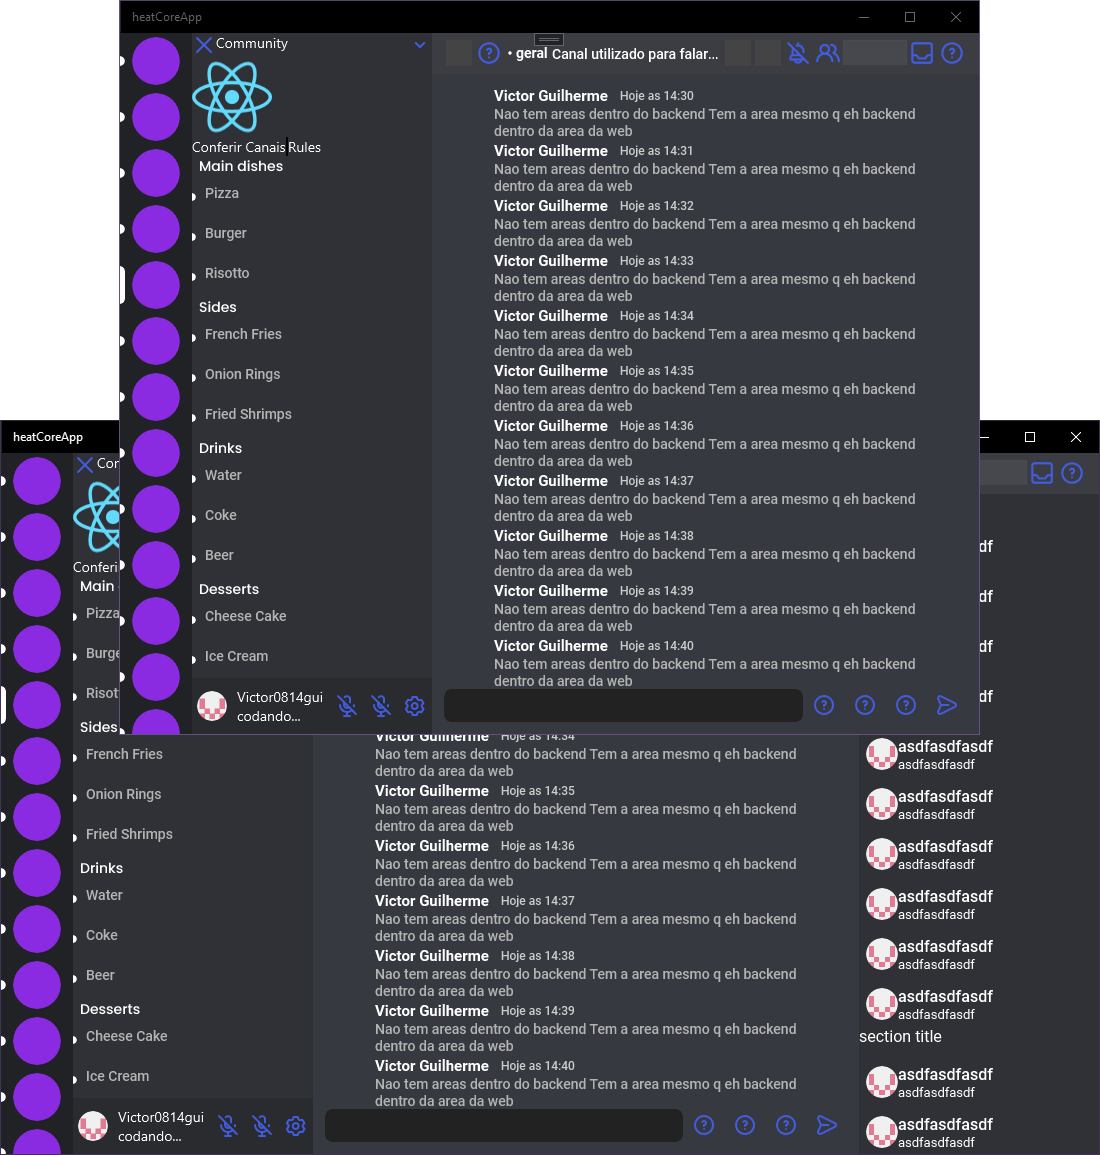 heatCoreApp
Community
Conferir Canais Rules
Main dishes
Pizza
Burger
Risotto
Sides
French Fries
Onion Rings
Fried Shrimps
Drinks
Water
Coke
Beer
Desserts
Cheese Cake
Ice Cream
Victor0814gui
codando...
• geral Canal utilizado para falar...
Victor Guilherme Hoje as 14:30
Nao tem areas dentro do backend Tem a area mesmo q eh backend
dentro da area da web
Victor Guilherme Hoje as 14:31
Nao tem areas dentro do backend Tem a area mesmo q eh backend
dentro da area da web
Victor Guilherme Hoje as 14:32
Nao tem areas dentro do backend Tem a area mesmo q eh backend
dentro da area da web
Victor Guilherme Hoje as 14:33
Nao tem areas dentro do backend Tem a area mesmo q eh backend
dentro da area da web
Victor Guilherme Hoje as 14:34
Nao tem areas dentro do backend Tem a area mesmo q eh backend
dentro da area da web
Victor Guilherme Hoje as 14:35
Nao tem areas dentro do backend Tem a area mesmo q eh backend
dentro da area da web
Victor Guilherme Hoje as 14:36
Nao tem areas dentro do backend Tem a area mesmo q eh backend
dentro da area da web
Victor Guilherme Hoje as 14:37
Nao tem areas dentro do backend Tem a area mesmo q eh backend
dentro da area da web
Victor Guilherme Hoje as 14:38
Nao tem areas dentro do backend Tem a area mesmo q eh backend
dentro da area da web
Victor Guilherme Hoje as 14:39
Nao tem areas dentro do backend Tem a area mesmo q eh backend
dentro da area da web
Victor Guilherme Hoje as 14:40
Nao tem areas dentro do backend Tem a area mesmo q eh backend
dentro da area da web
heatCoreApp
Con
Conferi
Main
Pizza
Burge
Risot
Sides
French Fries
Onion Rings
Fried Shrimps
Drinks
Water
Coke
Beer
Desserts
Cheese Cake
Ice Cream
Victor0814gui
codando...
Victor Guilherme Hoje as 14:34
Nao tem areas dentro do backend Tem a area mesmo q eh backend
dentro da area da web
Victor Guilherme Hoje as 14:35
Nao tem areas dentro do backend Tem a area mesmo q eh backend
dentro da area da web
Victor Guilherme Hoje as 14:36
Nao tem areas dentro do backend Tem a area mesmo q eh backend
dentro da area da web
Victor Guilherme Hoje as 14:37
Nao tem areas dentro do backend Tem a area mesmo q eh backend
dentro da area da web
Victor Guilherme Hoje as 14:38
Nao tem areas dentro do backend Tem a area mesmo q eh backend
dentro da area da web
Victor Guilherme Hoje as 14:39
Nao tem areas dentro do backend Tem a area mesmo q eh backend
dentro da area da web
Victor Guilherme Hoje as 14:40
Nao tem areas dentro do backend Tem a area mesmo q eh backend
dentro da area da web
df
df
df
df
asdfasdfasdf
asdfasdfasdf
asdfasdfasdf
asdfasdfasdf
asdfasdfasdf
asdfasdfasdf
asdfasdfasdf
asdfasdfasdf
asdfasdfasdf
asdfasdfasdf
asdfasdfasdf
asdfasdfasdf
section title
asdfasdfasdf
asdfasdfasdf
asdfasdfasdf
asdfasdfasdf